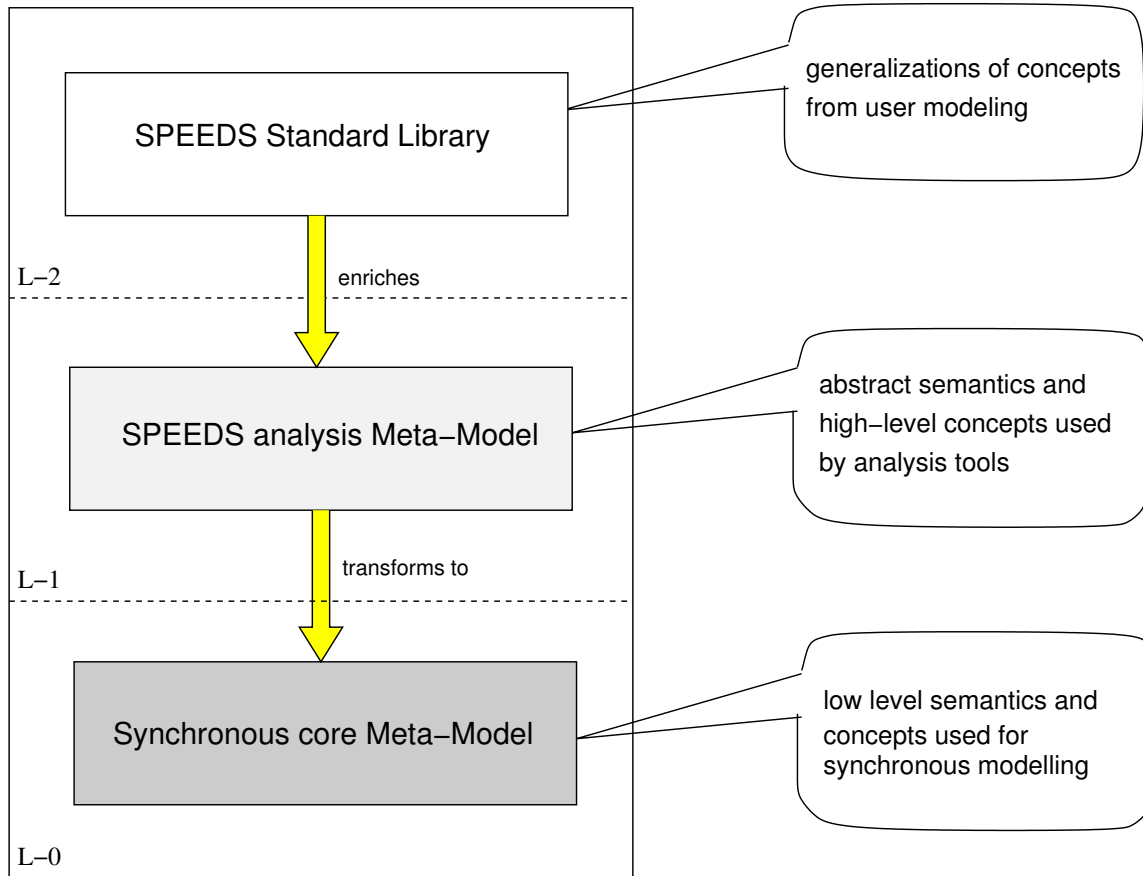 generalizations of concepts
from user modeling
SPEEDS Standard Library
L−2
enriches
abstract semantics and
high−level concepts used
by analysis tools
SPEEDS analysis Meta−Model
L−1
transforms to
low level semantics and
concepts used for
synchronous modelling
Synchronous core Meta−Model
L−0